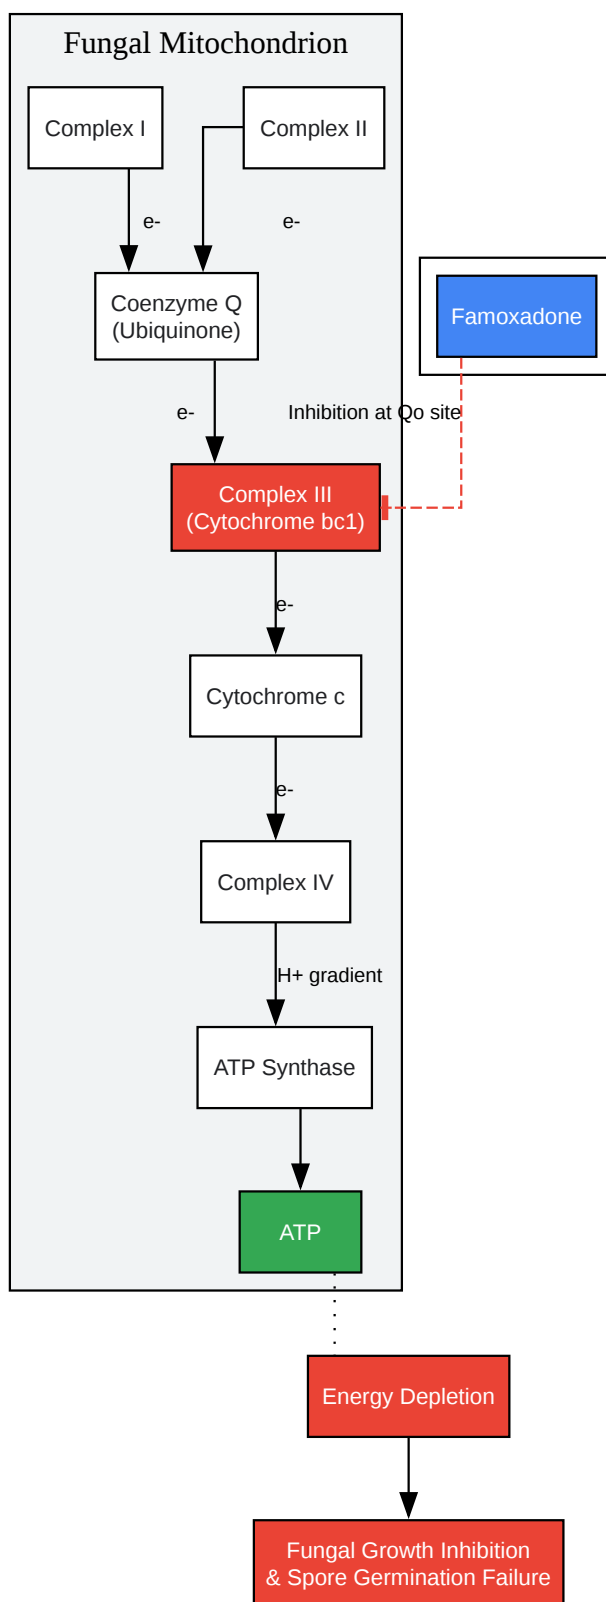 Fungal Mitochondrion
Complex I
Complex II
e-
e-
Coenzyme Q
(Ubiquinone)
Famoxadone
e-
Inhibition at Qo site
Complex III
(Cytochrome bc1)
e-
Cytochrome c
e-
Complex IV
H+ gradient
ATP Synthase
ATP
Energy Depletion
Fungal Growth Inhibition
& Spore Germination Failure